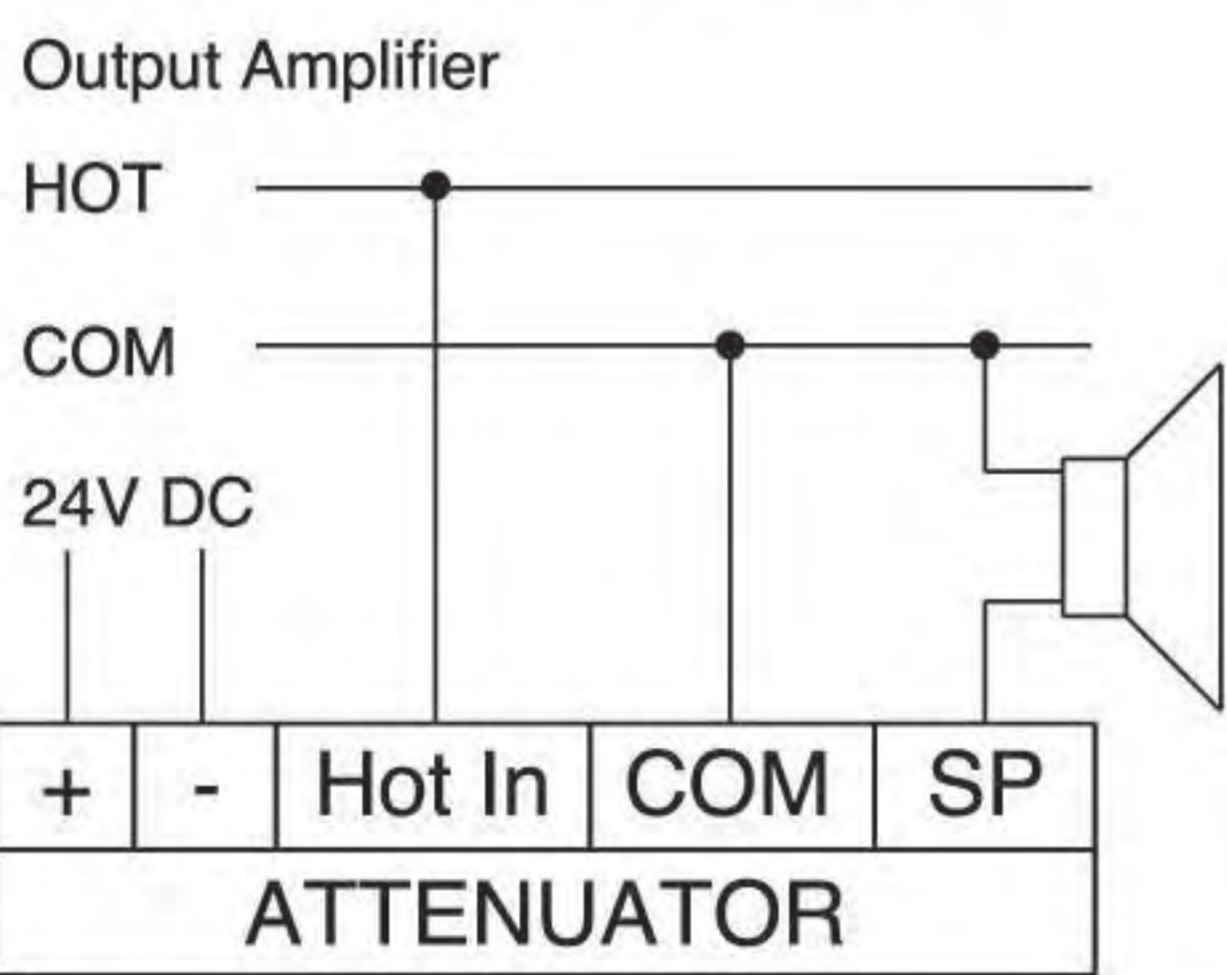 Output Amplifier
HOT
COM
24V DC
+ - Hot In COM SP
ATTENUATOR